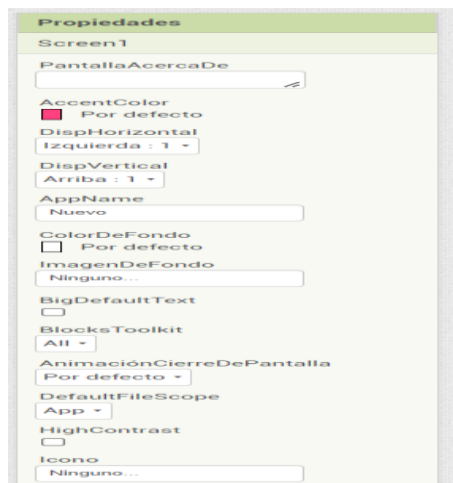 Propiedades
Screen1
PantallaAcercaDe
AccentColor
Por defecto
DispHorizontal
Izquierda : 1
DispVertical
Arriba : 1
AppName
Nuevo
ColorDeFondo
Por defecto
ImagenDeFondo
Ninguno...
BigDefaultText
BlocksToolkit
All
AnimaciónCierreDePantalla
Por defecto
DefaultFileScope
App
HighContrast
Icono
Ninguno...